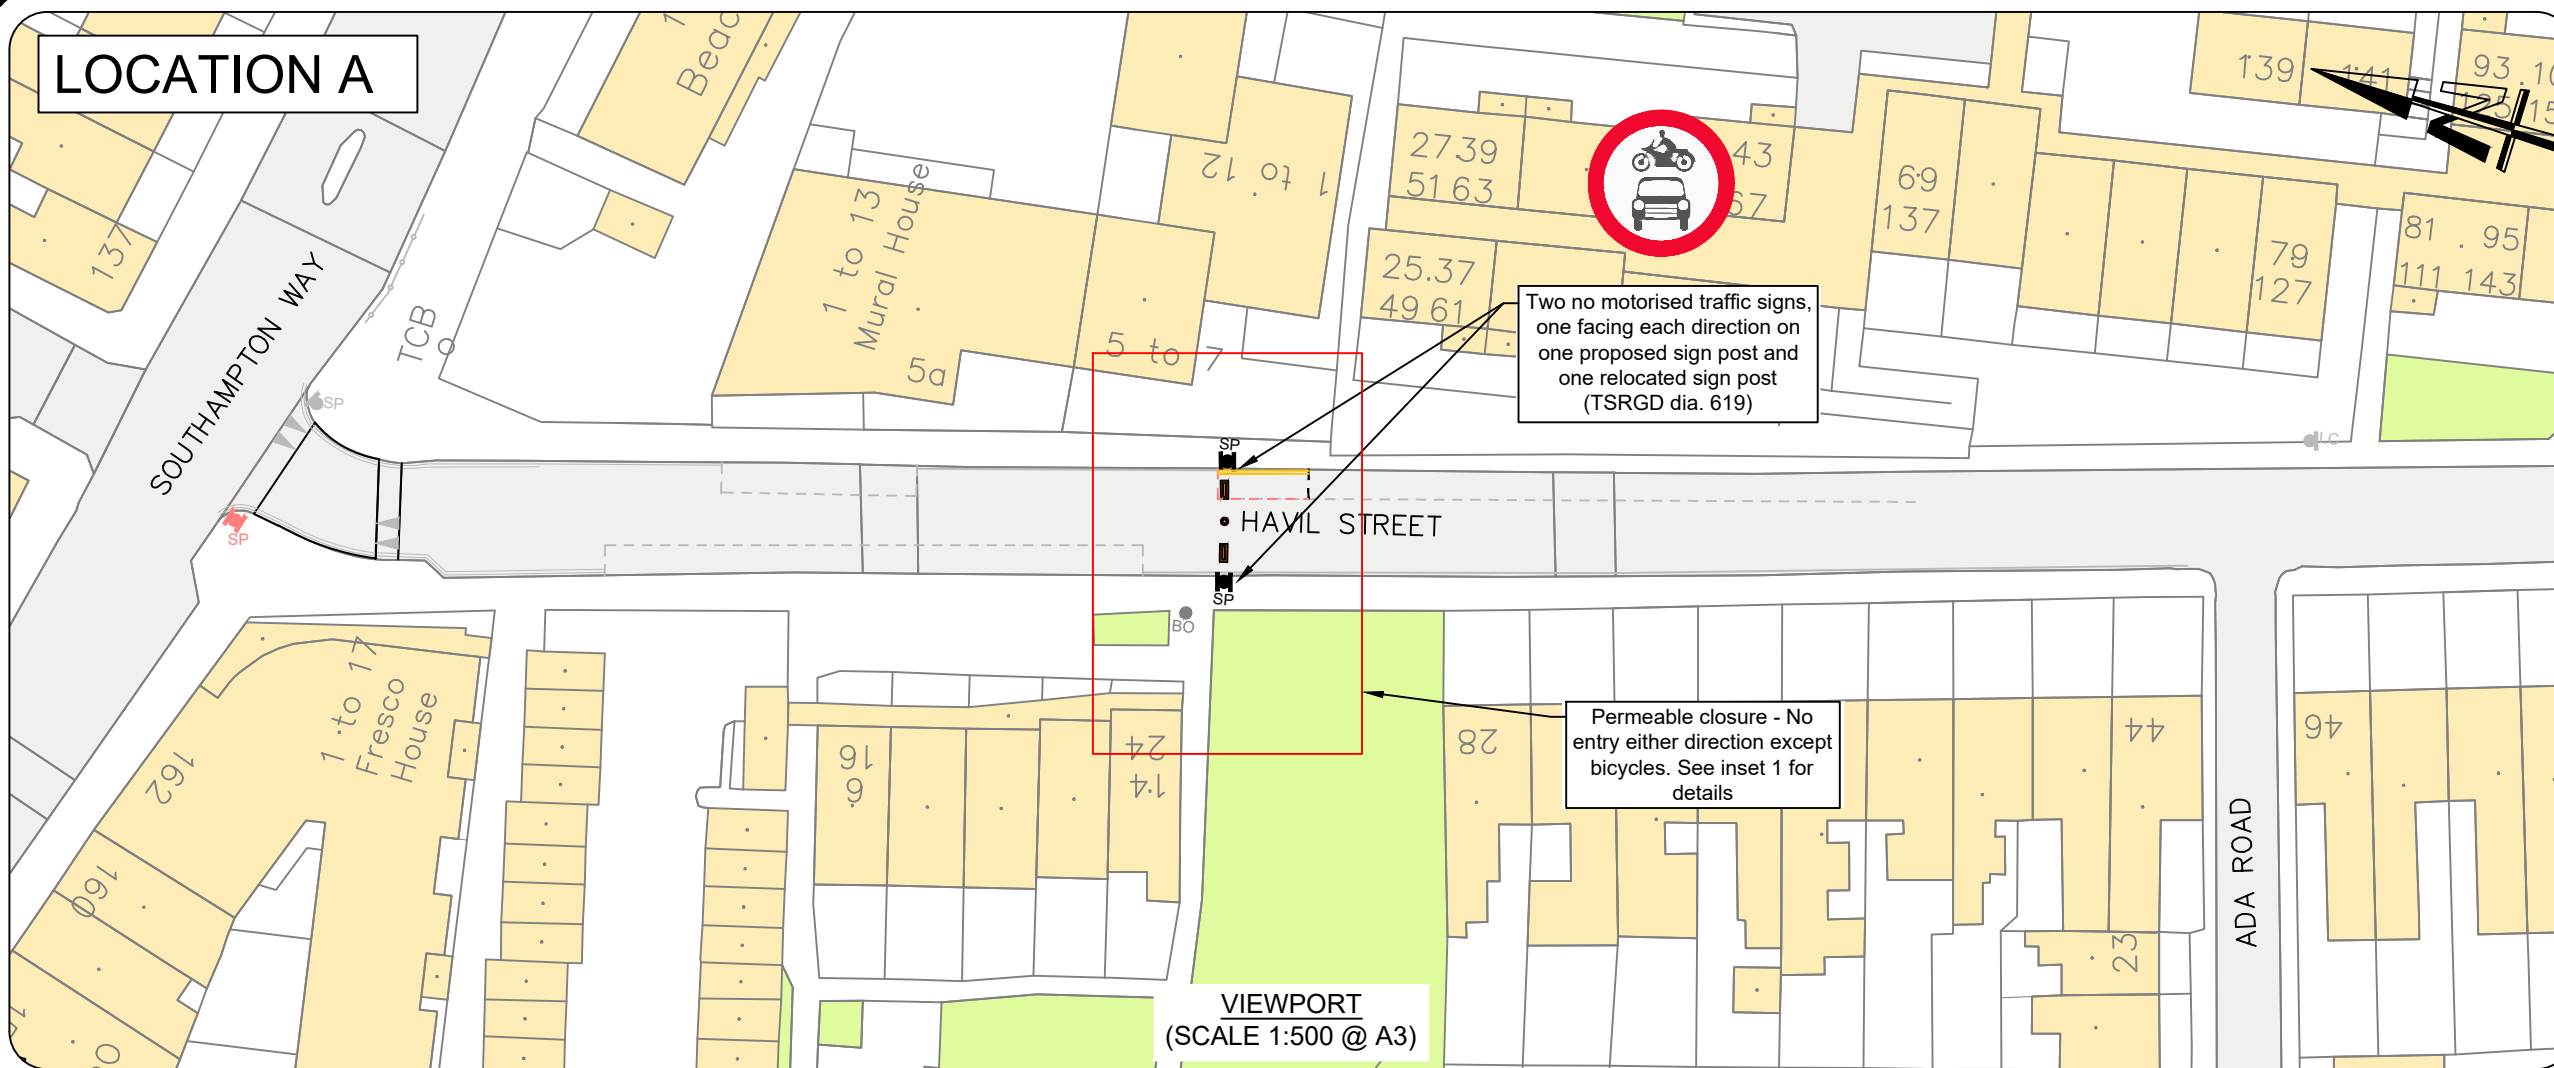 LOCATION A
139
141
93
137
1 to 12
27 39
51 63
43
67
69
137
1 to 13
Mural House
5a
5 to 7
25.37
49 61
79
127
81 . 95
111 143
SOUTHAMPTON WAY
TCB
SP
SP
Two no motorised traffic signs,
one facing each direction on
one proposed sign post and
one relocated sign post
(TSRGD dia. 619)
LC
SP
HAVIL STREET
SP
BO
1 to 17
Fresco
House
162
160
16
6
24
14
28
Permeable closure - No
entry either direction except
bicycles. See inset 1 for
details
44
46
23
ADA ROAD
VIEWPORT
(SCALE 1:500 @ A3)